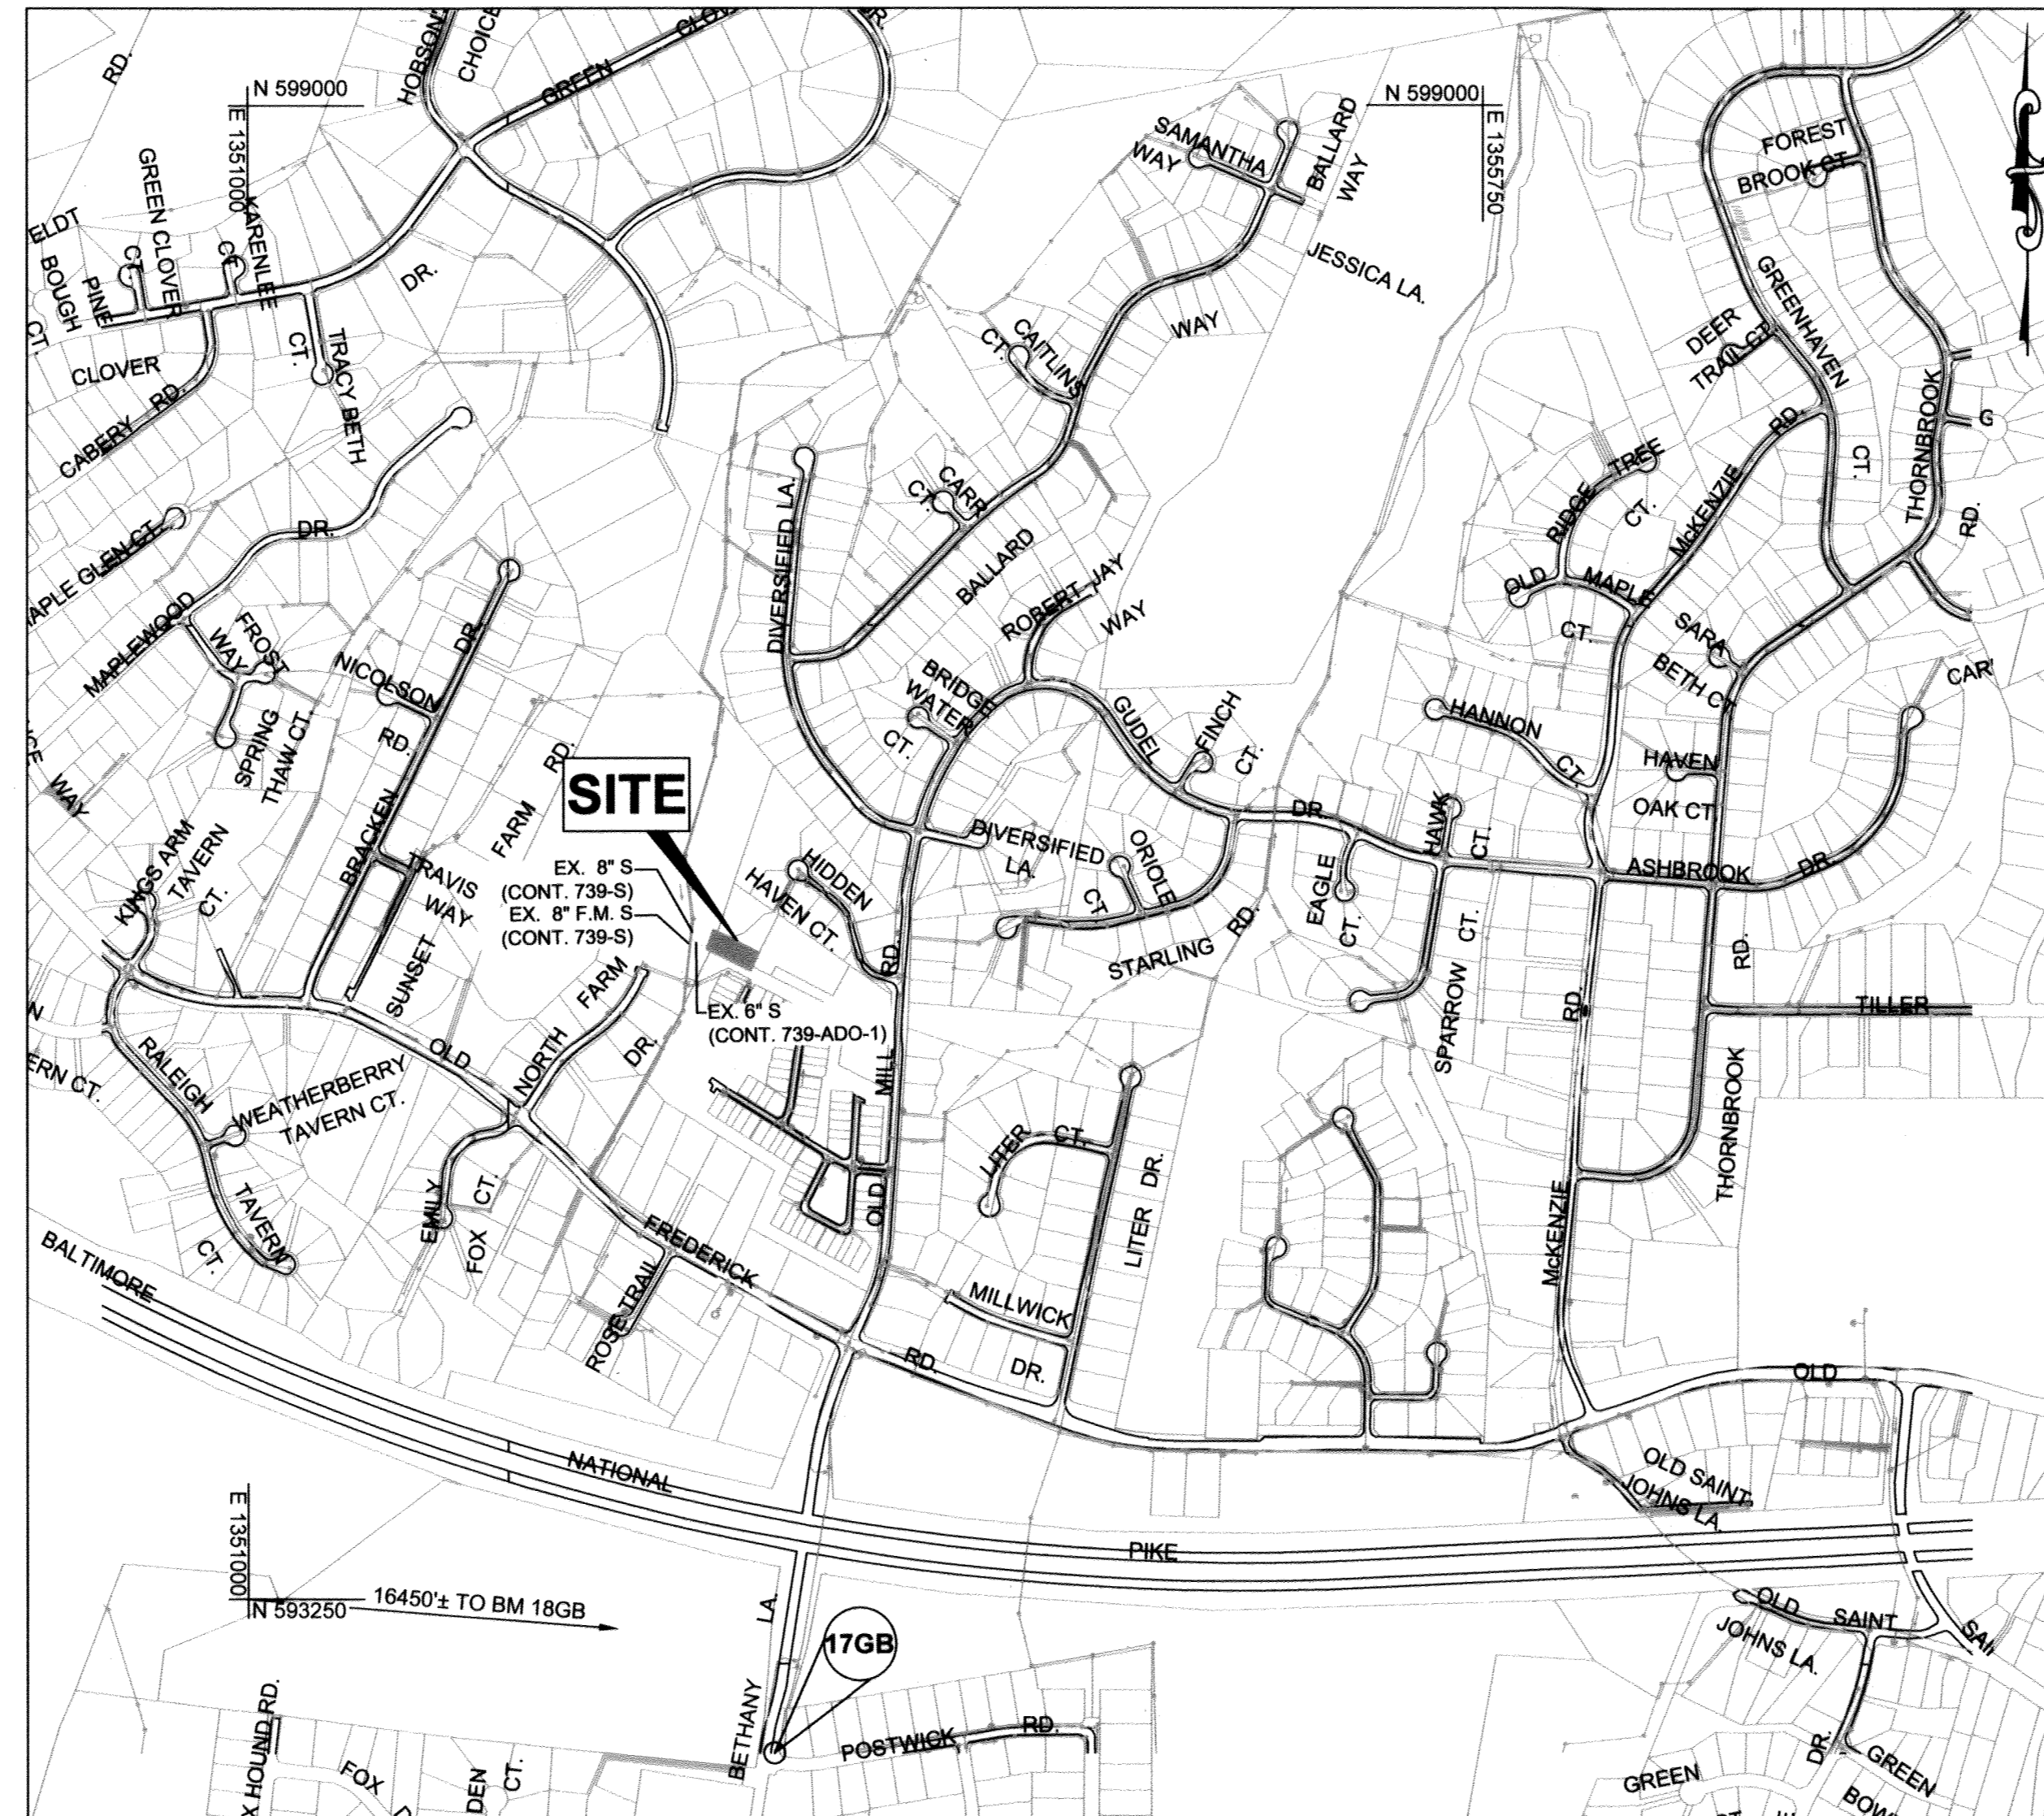 RD.
HOBSON'S
CHOICE
GREEN
CLOV
DR.
N 599000
E 1351000
N 599000
E 1355750
SAMANTHA
WAY
BALLARD
WAY
JESSICA LA.
FOREST
BROOK CT.
GREEN CLOVER
CT.
KARENLEE
CT.
ELDT
BOUGH
PINE
CT.
CLOVER
DR.
CABERY RD.
TRACY BETH
CT.
CAITLINS
CT.
WAY
DEER
TRAIL CT.
GREENHAVEN
CT.
THORNBROOK
RD.
G
McKENZIE
RD.
RIDGE TREE
CT.
OLD MAPLE
CT.
MAPLE GLEN CT.
MAPLEWOOD
DR.
FROST
WAY
NICOLSON
RD.
DR.
SPRING
THAW CT.
WAY
BRACKEN
KINGS ARM
TAVERN
CT.
TRAVIS
WAY
SUNSET
FARM
RD.
DIVERSIFIED LA.
CARR
CT.
BALLARD
ROBERT JAY
WAY
BRIDGE
WATER
CT.
GUDEL
DR.
FINCH
CT.
SARA
BETH CT.
CAR
HANNON
CT.
HAVEN
OAK CT.
ASHBROOK
DR.
SITE
EX. 8" S
(CONT. 739-S)
EX. 8" F.M. S
(CONT. 739-S)
EX. 6" S
(CONT. 739-ADO-1)
HIDDEN
HAVEN CT.
DIVERSIFIED
LA.
ORIOLE
CT.
STARLING
RD.
EAGLE
CT.
HAWK
CT.
SPARROW CT.
RD.
TILLER
THORNBROOK
RD.
NORTH
FARM
DR.
OLD
FREDERICK
RD.
OLD
MILL
RD.
RALEIGH
TAVERN
CT.
WEATHERBERRY
TAVERN CT.
ERN CT.
EMILY
FOX
CT.
ROSE TRAIL
LITER CT.
LITER DR.
MILLWICK
DR.
McKENZIE
OLD
OLD SAINT
JOHNS LA.
BALTIMORE
NATIONAL
PIKE
E 1351000
N 593250
16450'± TO BM 18GB
BETHANY
LA.
17GB
POSTWICK
RD.
X HOUND RD.
FOX
DEN
CT.
OLD SAINT
JOHNS LA.
SAI
DR.
GREEN
GREEN
BOW